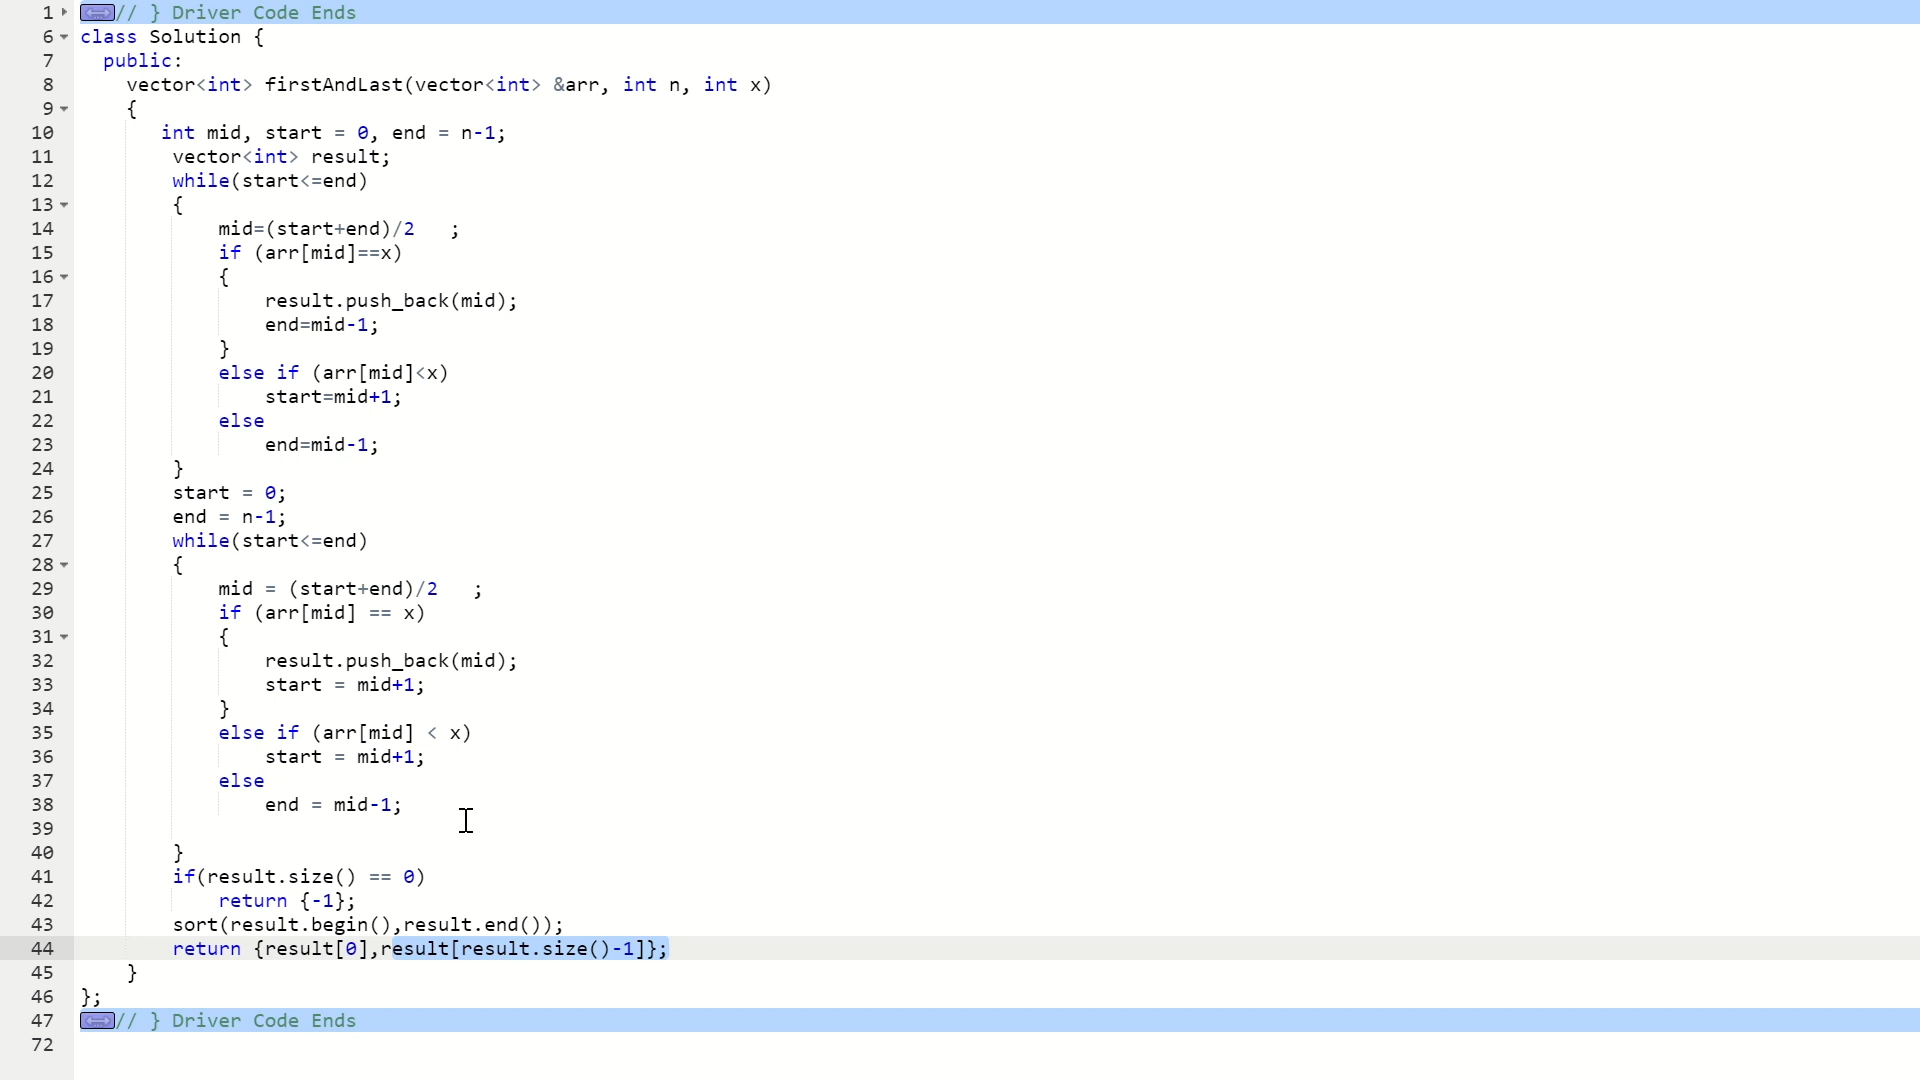 1 // } Driver Code Ends
6 class Solution {
7   public:
8     vector<int> firstAndLast(vector<int> &arr, int n, int x)
9     {
10        int mid, start = 0, end = n-1;
11         vector<int> result;
12         while(start<=end)
13         {
14             mid=(start+end)/2   ;
15             if (arr[mid]==x)
16             {
17                 result.push_back(mid);
18                 end=mid-1;
19             }
20             else if (arr[mid]<x)
21                 start=mid+1;
22             else
23                 end=mid-1;
24         }
25         start = 0;
26         end = n-1;
27         while(start<=end)
28         {
29             mid = (start+end)/2   ;
30             if (arr[mid] == x)
31             {
32                 result.push_back(mid);
33                 start = mid+1;
34             }
35             else if (arr[mid] < x)
36                 start = mid+1;
37             else
38                 end = mid-1;
39
40         }
41         if(result.size() == 0)
42             return {-1};
43         sort(result.begin(),result.end());
44         return {result[0],result[result.size()-1]};
45     }
46 };
47 // } Driver Code Ends
72